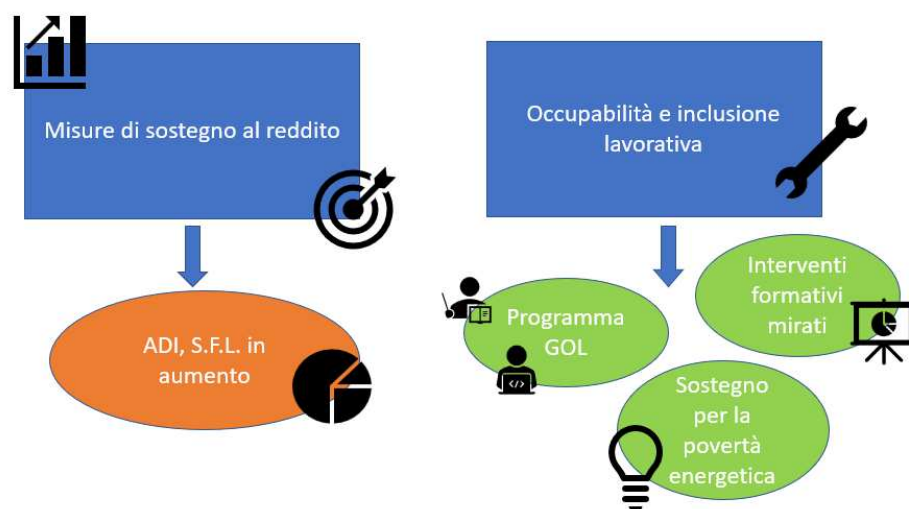 Misure di sostegno al reddito
ADI, S.F.L. in
aumento
Occupabilità e inclusione
lavorativa
Programma
GOL
Interventi
formativi
mirati
Sostegno
per la
povertà
energetica